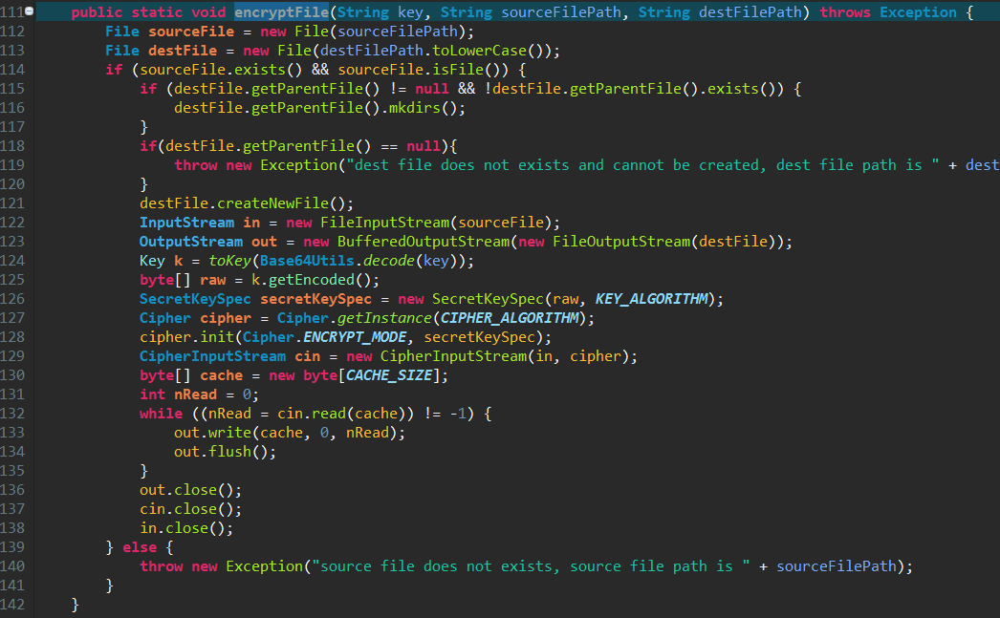 111 public static void encryptFile(String key, String sourceFilePath, String destFilePath) throws Exception {
112 File sourceFile = new File(sourceFilePath);
113 File destFile = new File(destFilePath.toLowerCase());
114 if (sourceFile.exists() && sourceFile.isFile()) {
115 if (destFile.getParentFile() != null && !destFile.getParentFile().exists()) {
116 destFile.getParentFile().mkdirs();
117 }
118 if(destFile.getParentFile() == null){
119 throw new Exception("dest file does not exists and cannot be created, dest file path is " + dest
120 }
121 destFile.createNewFile();
122 InputStream in = new FileInputStream(sourceFile);
123 OutputStream out = new BufferedOutputStream(new FileOutputStream(destFile));
124 Key k = toKey(Base64Utils.decode(key));
125 byte[] raw = k.getEncoded();
126 SecretKeySpec secretKeySpec = new SecretKeySpec(raw, KEY_ALGORITHM);
127 Cipher cipher = Cipher.getInstance(CIPHER_ALGORITHM);
128 cipher.init(Cipher.ENCRYPT_MODE, secretKeySpec);
129 CipherInputStream cin = new CipherInputStream(in, cipher);
130 byte[] cache = new byte[CACHE_SIZE];
131 int nRead = 0;
132 while ((nRead = cin.read(cache)) != -1) {
133 out.write(cache, 0, nRead);
134 out.flush();
135 }
136 out.close();
137 cin.close();
138 in.close();
139 } else {
140 throw new Exception("source file does not exists, source file path is " + sourceFilePath);
141 }
142 }